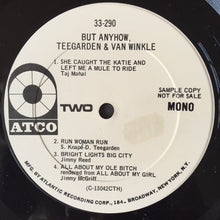 33-290
BUT ANYHOW,
TEEGARDEN & VAN WINKLE
1. SHE CAUGHT THE KATIE AND
LEFT ME A MULE TO RIDE
Taj Mahal
SAMPLE COPY
NOT FOR SALE
ATCO
TWO
MONO
2. RUN WOMAN RUN
S. Knape-D. Teegarden
3. BRIGHT LIGHTS BIG CITY
Jimmy Reed
4. ALL ABOUT MY OLE BITCH
rendered from ALL ABOUT MY GIRL
Jimmy McGriff
(C-13042CTH)
MFG. BY ATLANTIC RECORDING CORP., 1841 BROADWAY, NEW YORK, N.Y.